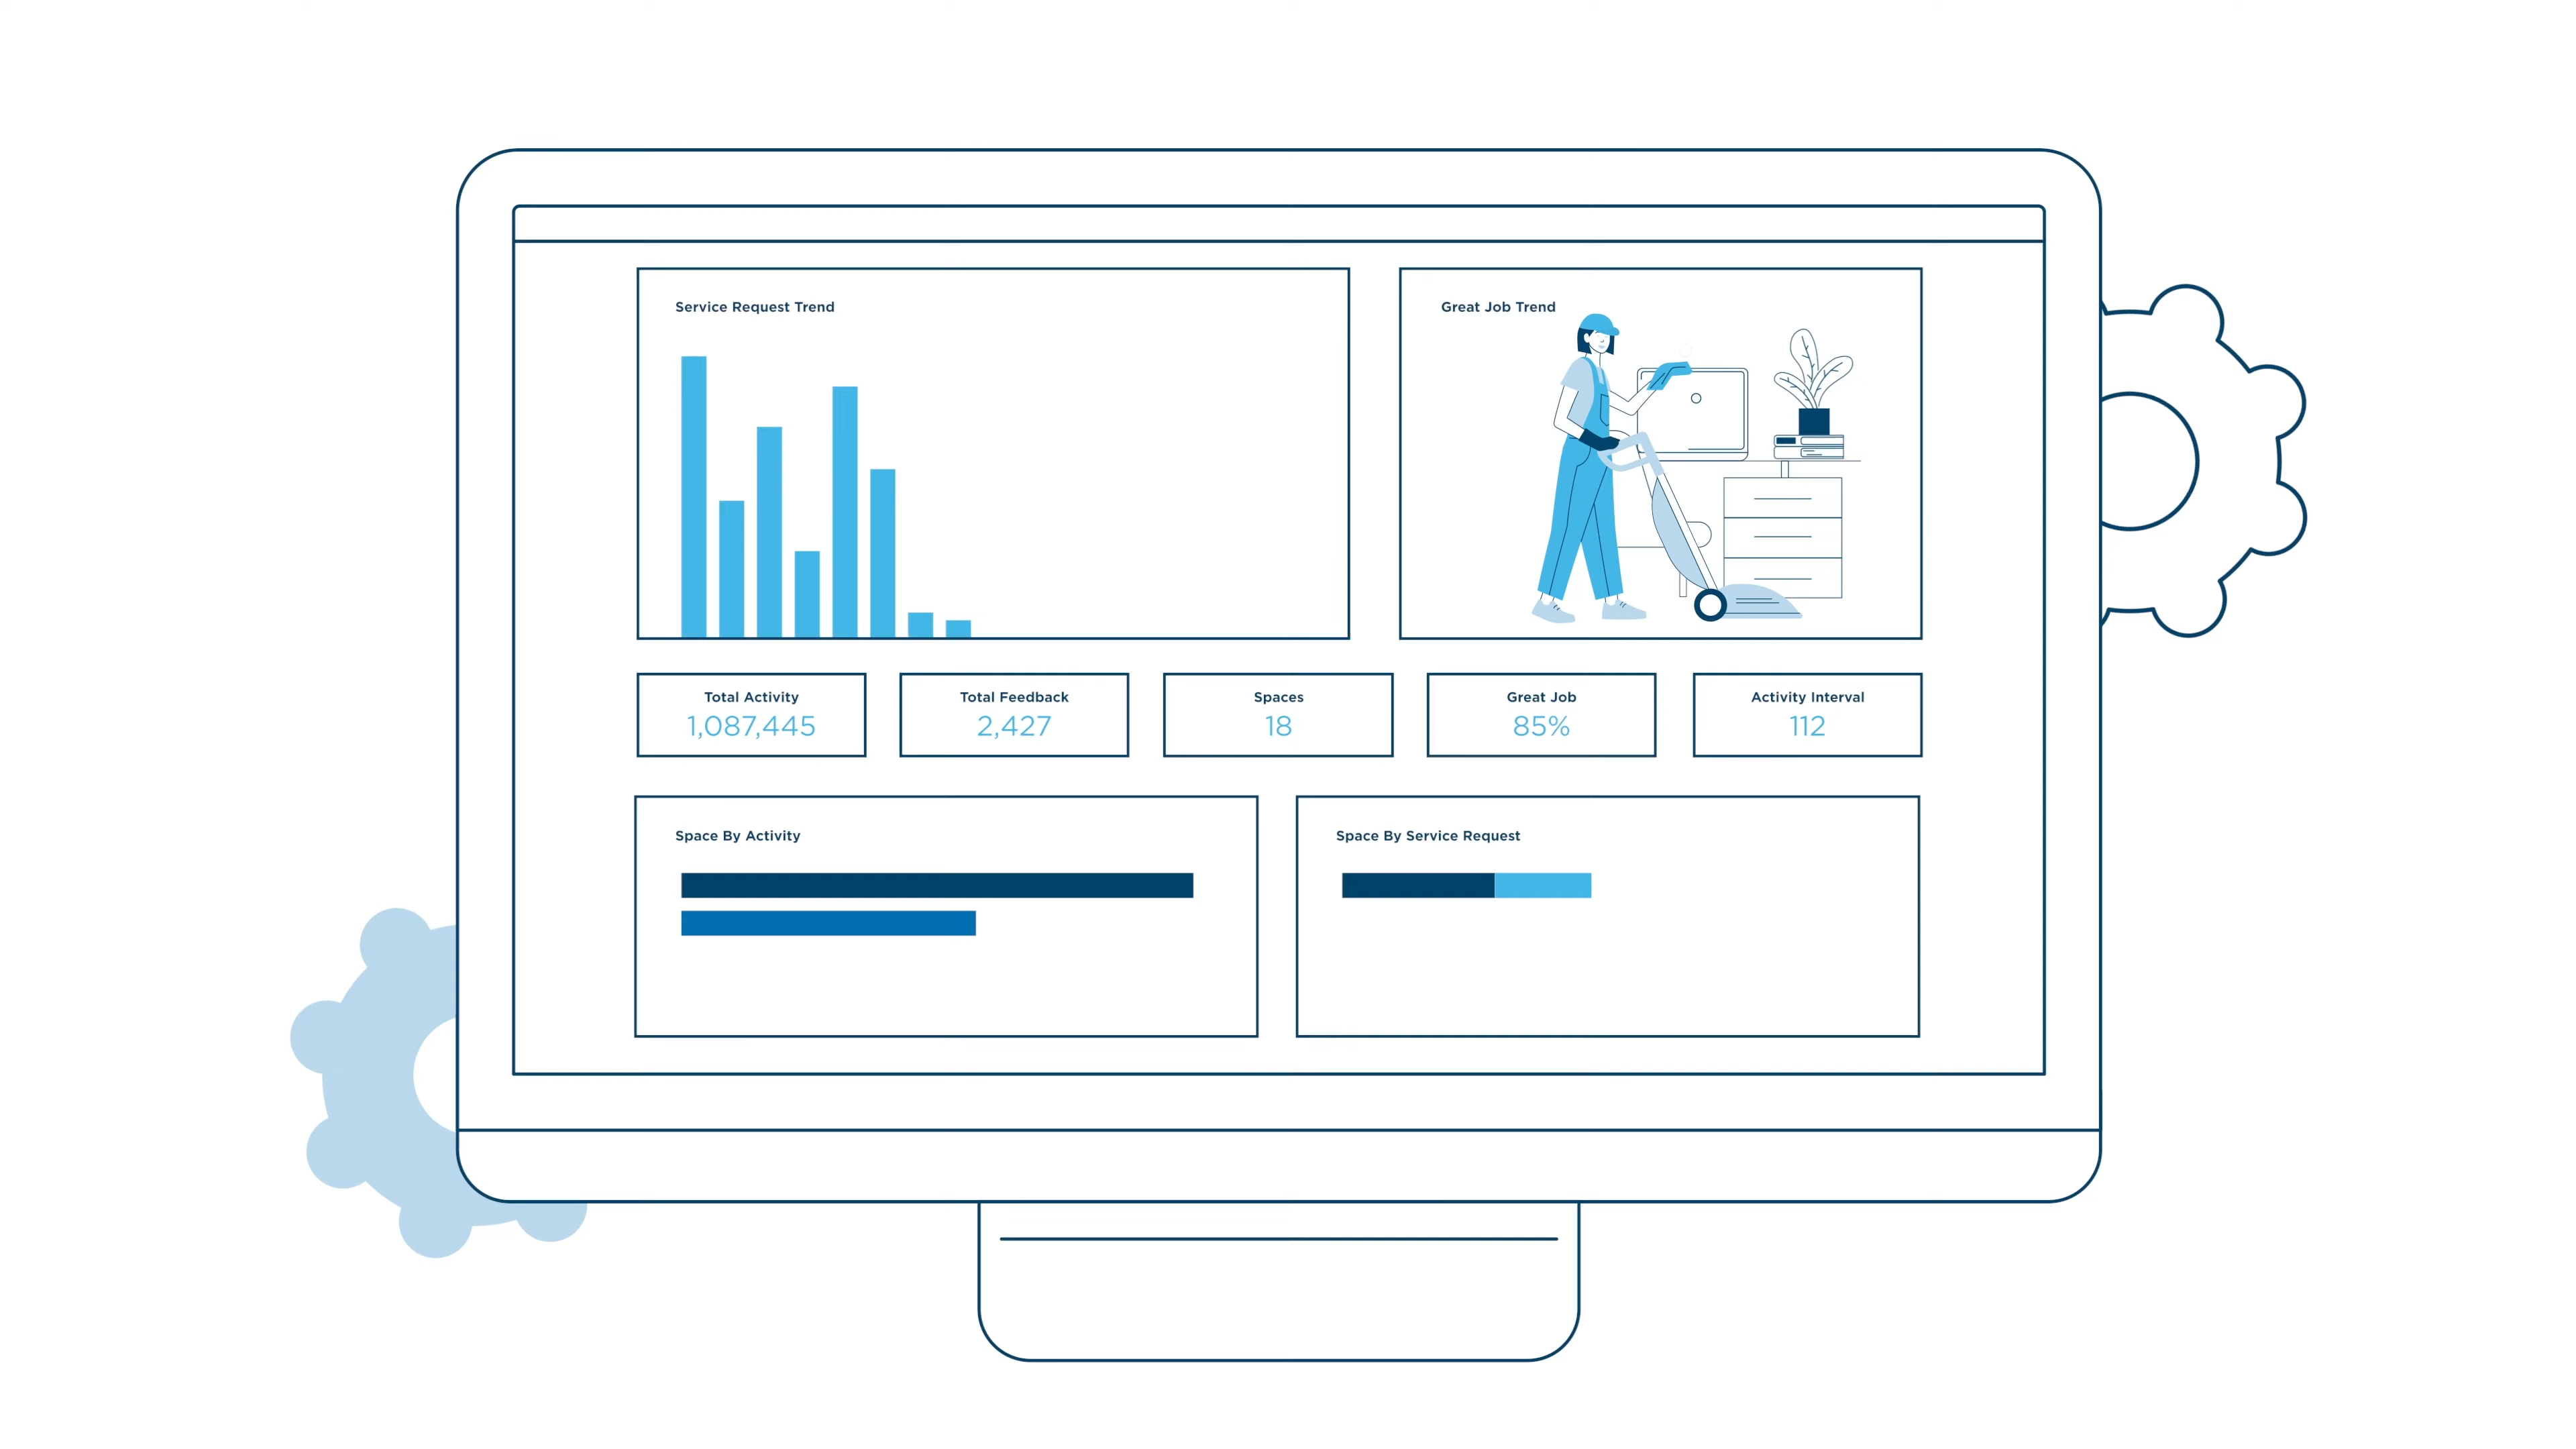 Service Request Trend
Great Job Trend
Total Activity
1,087,445
Total Feedback
2,427
Spaces
18
Great Job
85%
Activity Interval
112
Space By Activity
Space By Service Request